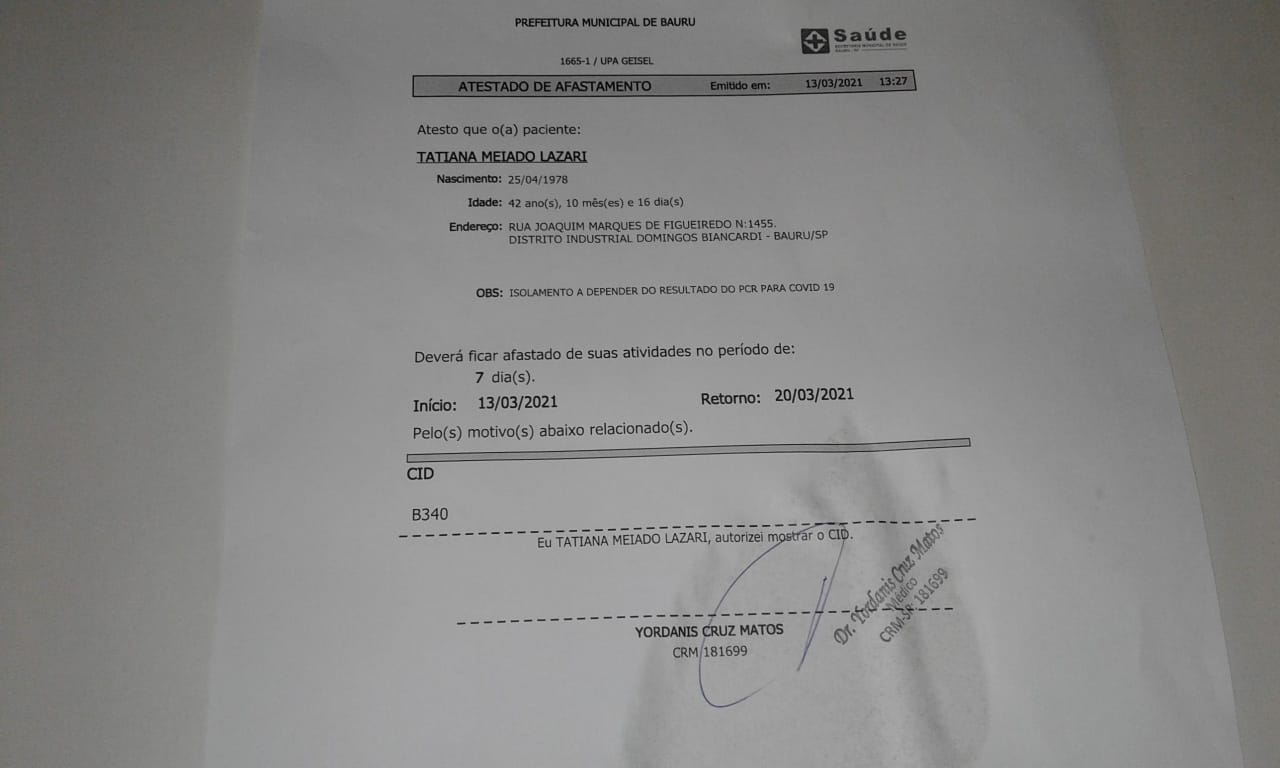 PREFEITURA MUNICIPAL DE BAURU
Saúde
SECRETARIA MUNICIPAL DE SAÚDE
BAURU - SP
1665-1 / UPA GEISEL
ATESTADO DE AFASTAMENTO Emitido em: 13/03/2021 13:27
Atesto que o(a) paciente:
TATIANA MEIADO LAZARI
Nascimento: 25/04/1978
Idade: 42 ano(s), 10 mês(es) e 16 dia(s)
Endereço: RUA JOAQUIM MARQUES DE FIGUEIREDO N:1455.
DISTRITO INDUSTRIAL DOMINGOS BIANCARDI - BAURU/SP
OBS: ISOLAMENTO A DEPENDER DO RESULTADO DO PCR PARA COVID 19
Deverá ficar afastado de suas atividades no período de:
7 dia(s).
Início: 13/03/2021 Retorno: 20/03/2021
Pelo(s) motivo(s) abaixo relacionado(s).
CID
B340
Eu TATIANA MEIADO LAZARI, autorizei mostrar o CID.
YORDANIS CRUZ MATOS
CRM 181699
Dr. Yordanis Cruz Matos
Médico
CRM-SP: 181699